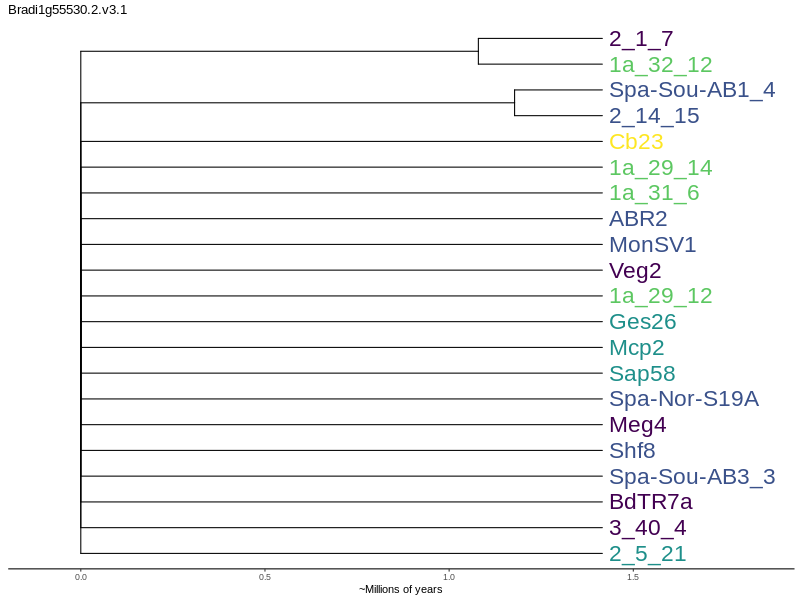 Bradi1g55530.2.v3.1
2_1_7
1a_32_12
Spa-Sou-AB1_4
2_14_15
Cb23
1a_29_14
1a_31_6
ABR2
MonSV1
Veg2
1a_29_12
Ges26
Mcp2
Sap58
Spa-Nor-S19A
Meg4
Shf8
Spa-Sou-AB3_3
BdTR7a
3_40_4
2_5_21
0.0 0.5 1.0 1.5
~Millions of years